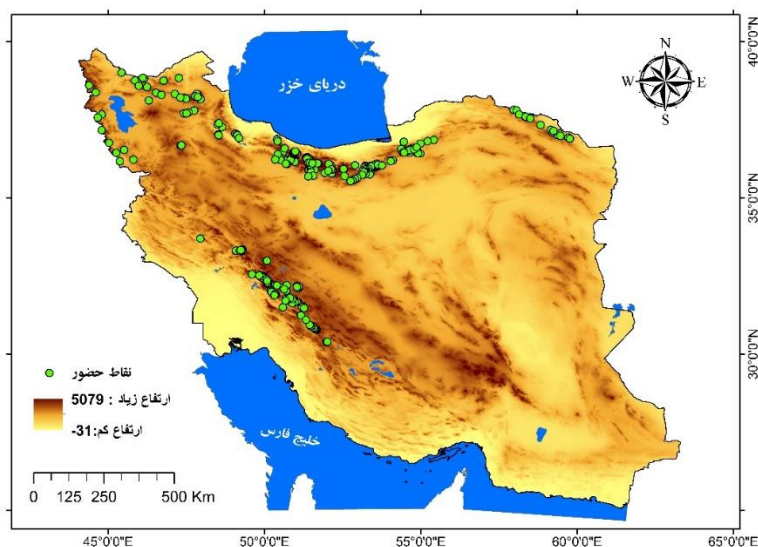 N
W E
S
دریای خزر
خلیج فارس
نقاط حضور
ارتفاع زیاد : 5079
ارتفاع کم:31-
0 125 250 500 Km
45°0'0"E 50°0'0"E 55°0'0"E 60°0'0"E 65°0'0"E
40°0'0"N
35°0'0"N
30°0'0"N